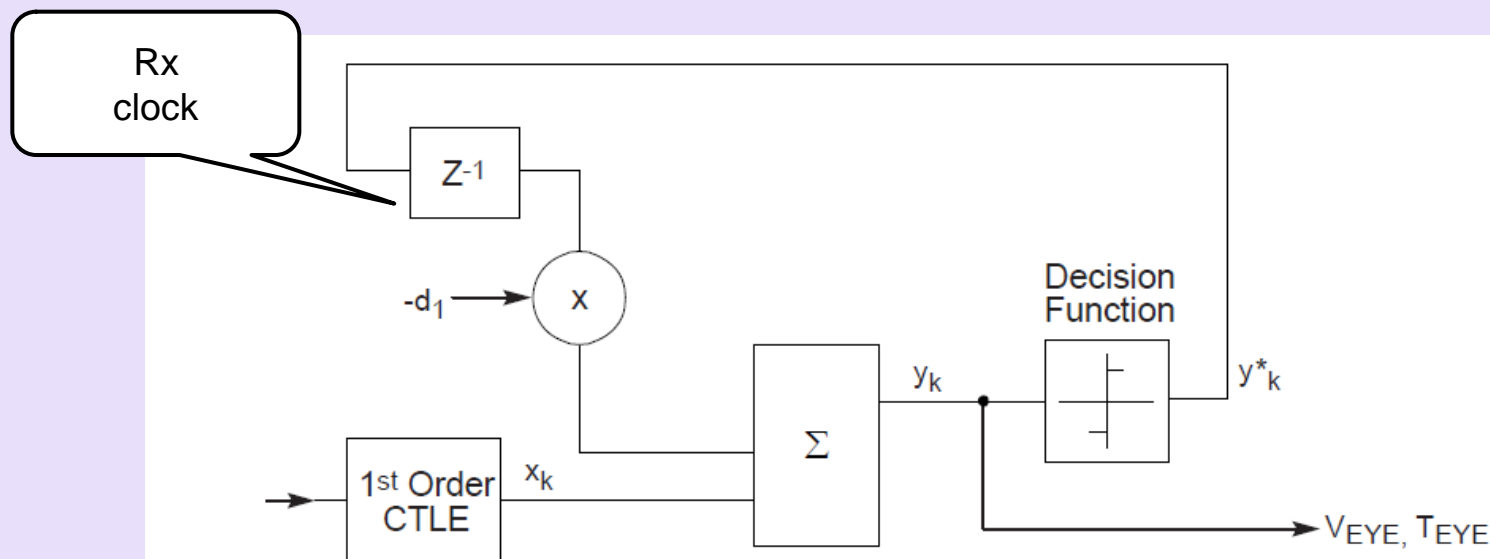 Rx
clock
Z-1
-d1
x
Decision
Function
yk
y*k
Σ
1st Order
CTLE
xk
VEYE, TEYE